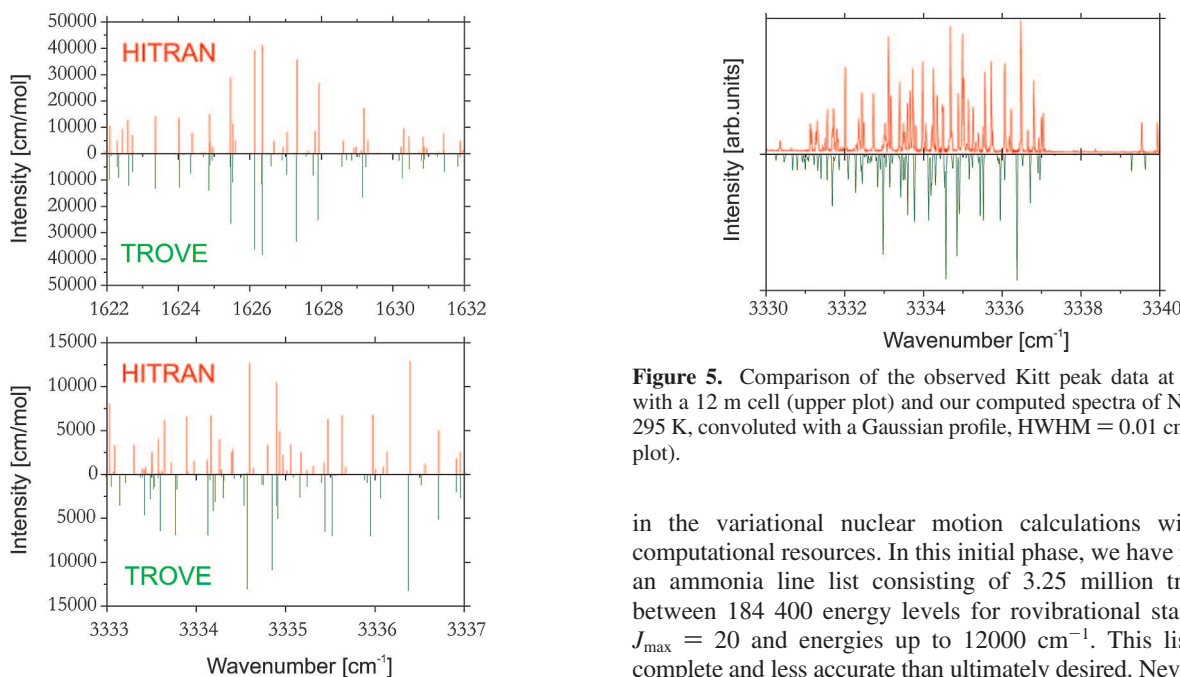 50000
40000
30000
20000
10000
0
10000
20000
30000
40000
50000
Intensity [cm/mol]
HITRAN
TROVE
1622 1624 1626 1628 1630 1632
15000
10000
5000
0
5000
10000
15000
Intensity [cm/mol]
HITRAN
TROVE
3333 3334 3335 3336 3337
Wavenumber [cm⁻¹]
Intensity [arb.units]
3330 3332 3334 3336 3338 3340
Wavenumber [cm⁻¹]
Figure 5. Comparison of the observed Kitt peak data at
with a 12 m cell (upper plot) and our computed spectra of N
295 K, convoluted with a Gaussian profile, HWHM = 0.01 cm
plot).
in the variational nuclear motion calculations wi
computational resources. In this initial phase, we have p
an ammonia line list consisting of 3.25 million tr
between 184 400 energy levels for rovibrational sta
Jmax = 20 and energies up to 12000 cm⁻¹. This lis
complete and less accurate than ultimately desired. Nev